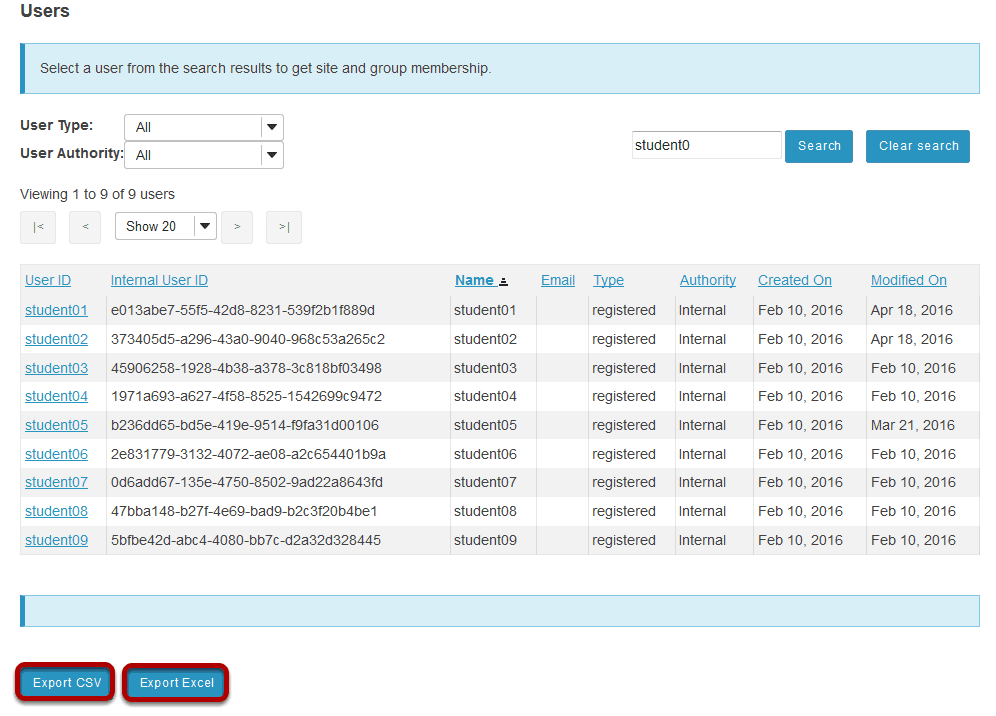 Users
Select a user from the search results to get site and group membership.
User Type: All
User Authority: All
student0 Search Clear search
Viewing 1 to 9 of 9 users
|< < Show 20 > >|
User ID Internal User ID Name Email Type Authority Created On Modified On
student01 e013abe7-55f5-42d8-8231-539f2b1f889d student01 registered Internal Feb 10, 2016 Apr 18, 2016
student02 373405d5-a296-43a0-9040-968c53a265c2 student02 registered Internal Feb 10, 2016 Apr 18, 2016
student03 45906258-1928-4b38-a378-3c818bf03498 student03 registered Internal Feb 10, 2016 Feb 10, 2016
student04 1971a693-a627-4f58-8525-1542699c9472 student04 registered Internal Feb 10, 2016 Feb 10, 2016
student05 b236dd65-bd5e-419e-9514-f9fa31d00106 student05 registered Internal Feb 10, 2016 Mar 21, 2016
student06 2e831779-3132-4072-ae08-a2c654401b9a student06 registered Internal Feb 10, 2016 Feb 10, 2016
student07 0d6add67-135e-4750-8502-9ad22a8643fd student07 registered Internal Feb 10, 2016 Feb 10, 2016
student08 47bba148-b27f-4e69-bad9-b2c3f20b4be1 student08 registered Internal Feb 10, 2016 Feb 10, 2016
student09 5bfbe42d-abc4-4080-bb7c-d2a32d328445 student09 registered Internal Feb 10, 2016 Feb 10, 2016
Export CSV Export Excel